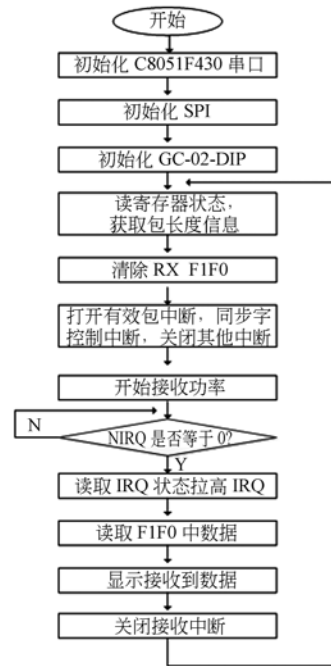 开始
初始化 C8051F430 串口
初始化 SPI
初始化 GC-02-DIP
读寄存器状态，
获取包长度信息
清除 RX F1F0
打开有效包中断，同步字
控制中断，关闭其他中断
开始接收功率
N
NIRQ 是否等于 0?
Y
读取 IRQ 状态拉高 IRQ
读取 F1F0 中数据
显示接收到数据
关闭接收中断